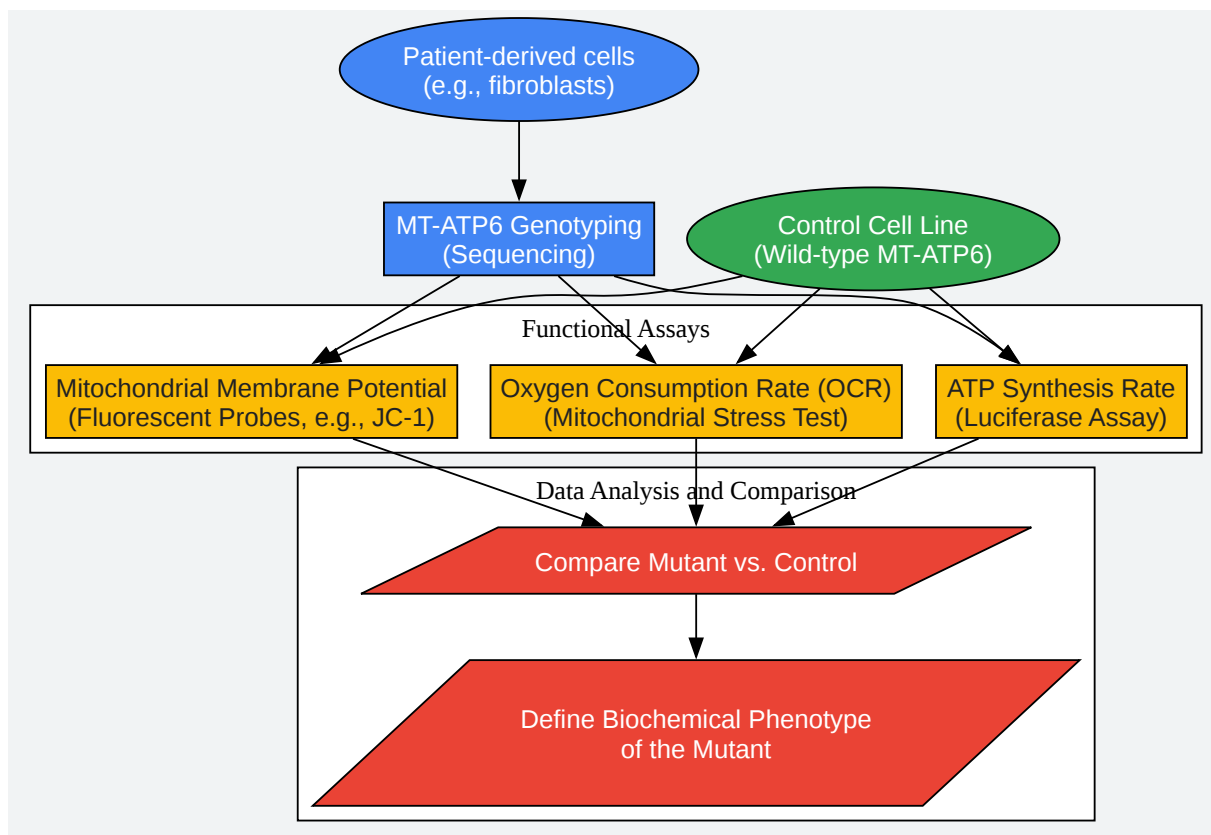 Patient-derived cells
(e.g., fibroblasts)
MT-ATP6 Genotyping
(Sequencing)
Control Cell Line
(Wild-type MT-ATP6)
Functional Assays
Mitochondrial Membrane Potential
(Fluorescent Probes, e.g., JC-1)
Oxygen Consumption Rate (OCR)
(Mitochondrial Stress Test)
ATP Synthesis Rate
(Luciferase Assay)
Data Analysis and Comparison
Compare Mutant vs. Control
Define Biochemical Phenotype
of the Mutant